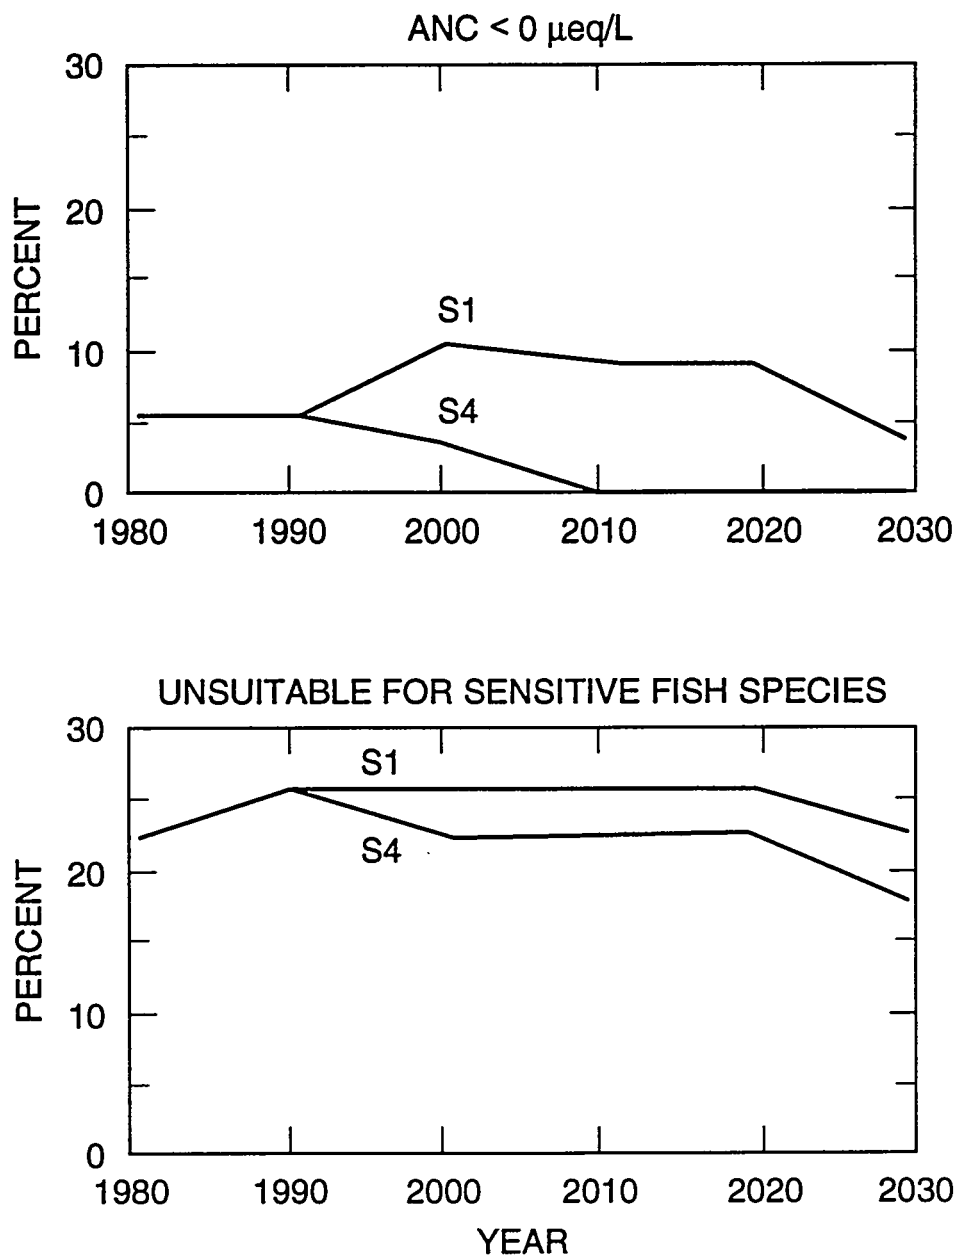 ANC < 0 μeq/L
30
20
10
0
PERCENT
S1
S4
1980 1990 2000 2010 2020 2030
UNSUITABLE FOR SENSITIVE FISH SPECIES
30
20
10
0
PERCENT
S1
S4
1980 1990 2000 2010 2020 2030
YEAR